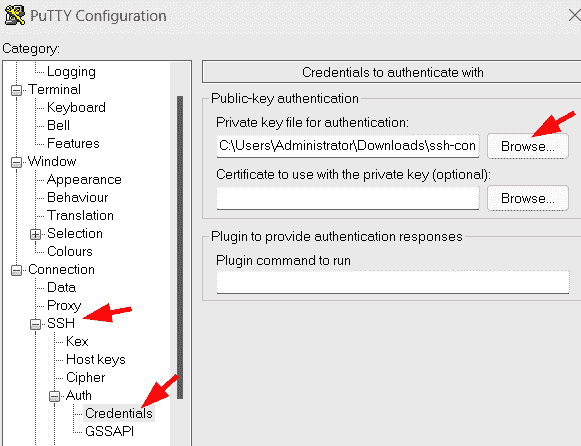 PuTTY Configuration
Category:
Logging
Terminal
Keyboard
Bell
Features
Window
Appearance
Behaviour
Translation
Selection
Colours
Connection
Data
Proxy
SSH
Kex
Host keys
Cipher
Auth
Credentials
GSSAPI
Credentials to authenticate with
Public-key authentication
Private key file for authentication:
C:\Users\Administrator\Downloads\ssh-con
Browse...
Certificate to use with the private key (optional):
Browse...
Plugin to provide authentication responses
Plugin command to run